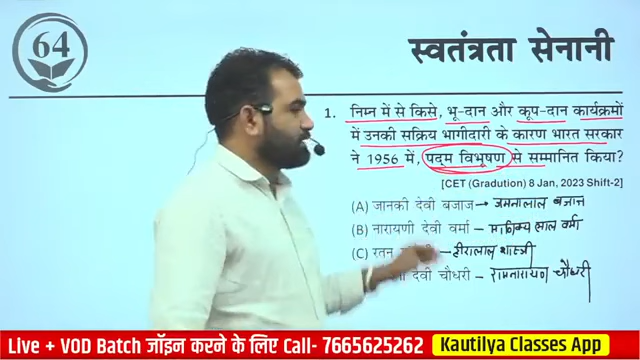 64
स्वतंत्रता सेनानी
1. निम्न में से किसे, भू-दान और कूप-दान कार्यक्रमों
में उनकी सक्रिय भागीदारी के कारण भारत सरकार
ने 1956 में, पद्म विभूषण से सम्मानित किया?
[CET (Gradution) 8 Jan, 2023 Shift-2]
(A) जानकी देवी बजाज → जमनालाल बजाज
(B) नारायणी देवी वर्मा – माणिक्य लाल वर्मा
(C) रतन – हीरालाल शास्त्री
देवी चौधरी – रामनारायण चौधरी
Live + VOD Batch जॉइन करने के लिए Call- 7665625262
Kautilya Classes App